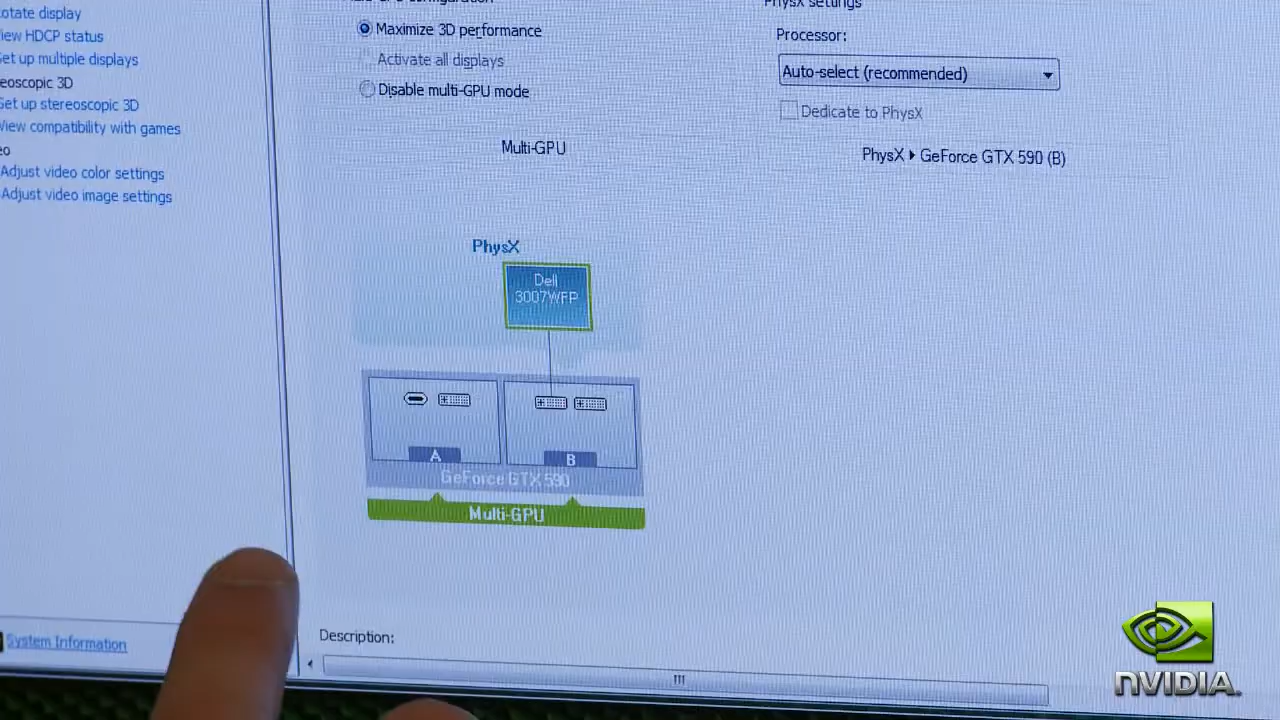 otate display
iew HDCP status
et up multiple displays
eoscopic 3D
et up stereoscopic 3D
View compatibility with games
eo
Adjust video color settings
Adjust video image settings
System Information
Maximize 3D performance
Activate all displays
Disable multi-GPU mode
Multi-GPU
PhysX settings
Processor:
Auto-select (recommended)
Dedicate to PhysX
PhysX ▸ GeForce GTX 590 (B)
PhysX
Dell
3007WFP
A
B
GeForce GTX 590
Multi-GPU
Description:
NVIDIA.